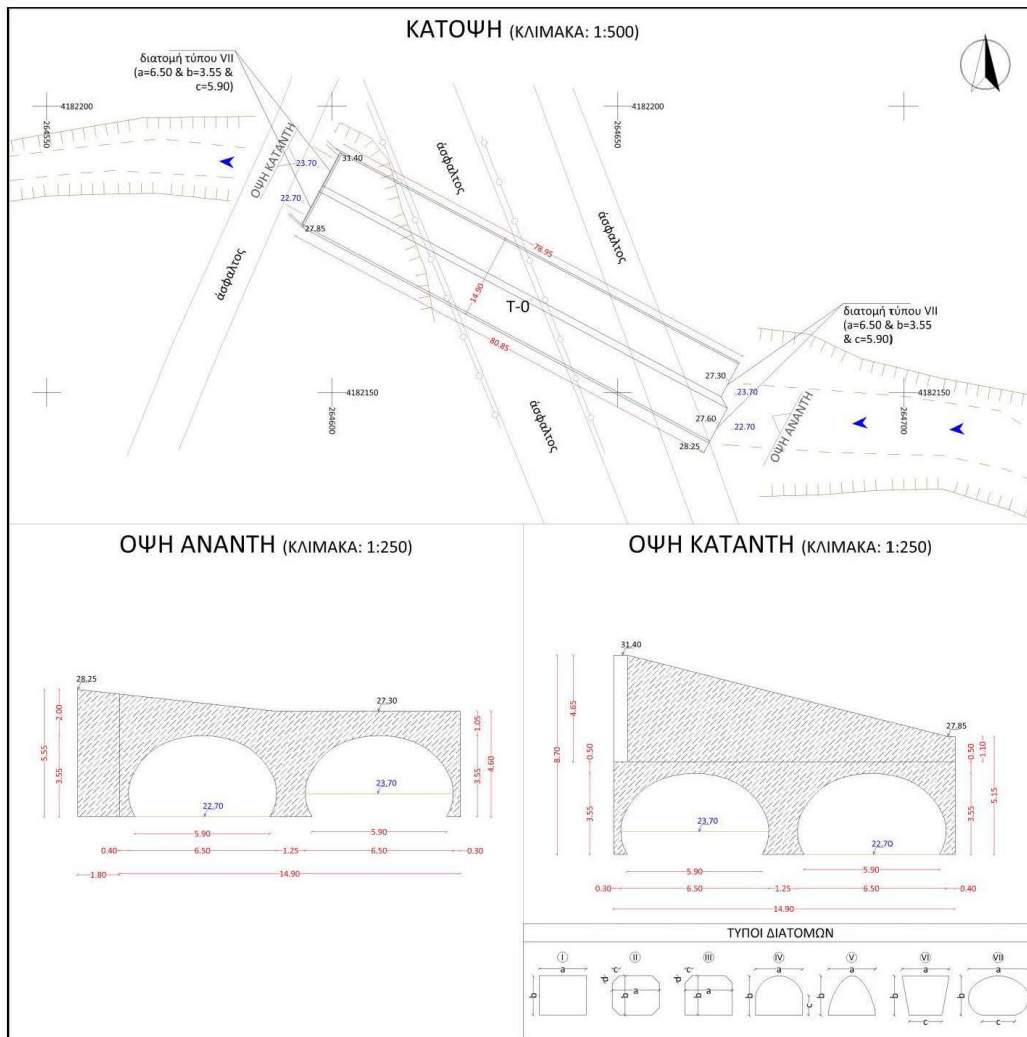 ΚΑΤΟΨΗ (ΚΛΙΜΑΚΑ: 1:500)
διατομή τύπου VII
(a=6.50 & b=3.55 &
c=5.90)
4182200
4182200
264550
264650
ΟΨΗ ΚΑΤΑΝΤΗ
23.70
31.40
22.70
27.85
άσφαλτος
άσφαλτος
άσφαλτος
78.95
14.90
T-0
80.85
διατομή τύπου VII
(a=6.50 & b=3.55
& c=5.90)
4182150
4182150
264600
264700
27.30
23.70
27.60
22.70
28.25
ΟΨΗ ΑΝΑΝΤΗ
άσφαλτος
ΟΨΗ ΑΝΑΝΤΗ (ΚΛΙΜΑΚΑ: 1:250)
28.25
27.30
5.55
2.00
3.55
1.05
3.55
4.60
23.70
22.70
5.90
5.90
0.40
6.50
1.25
6.50
0.30
1.80
14.90
ΟΨΗ ΚΑΤΑΝΤΗ (ΚΛΙΜΑΚΑ: 1:250)
31.40
27.85
8.70
4.65
0.50
3.55
0.50
1.10
3.55
5.15
23.70
22.70
5.90
5.90
0.30
6.50
1.25
6.50
0.40
14.90
ΤΥΠΟΙ ΔΙΑΤΟΜΩΝ
I
II
III
IV
V
VI
VII
a
b
c
d
a
b
c
d
a
b
a
b
c
a
b
a
b
c
a
b
c